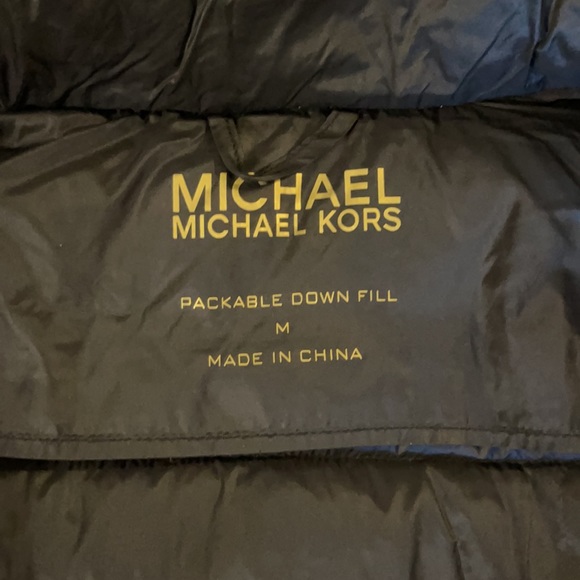 MICHAEL
MICHAEL KORS
PACKABLE DOWN FILL
M
MADE IN CHINA